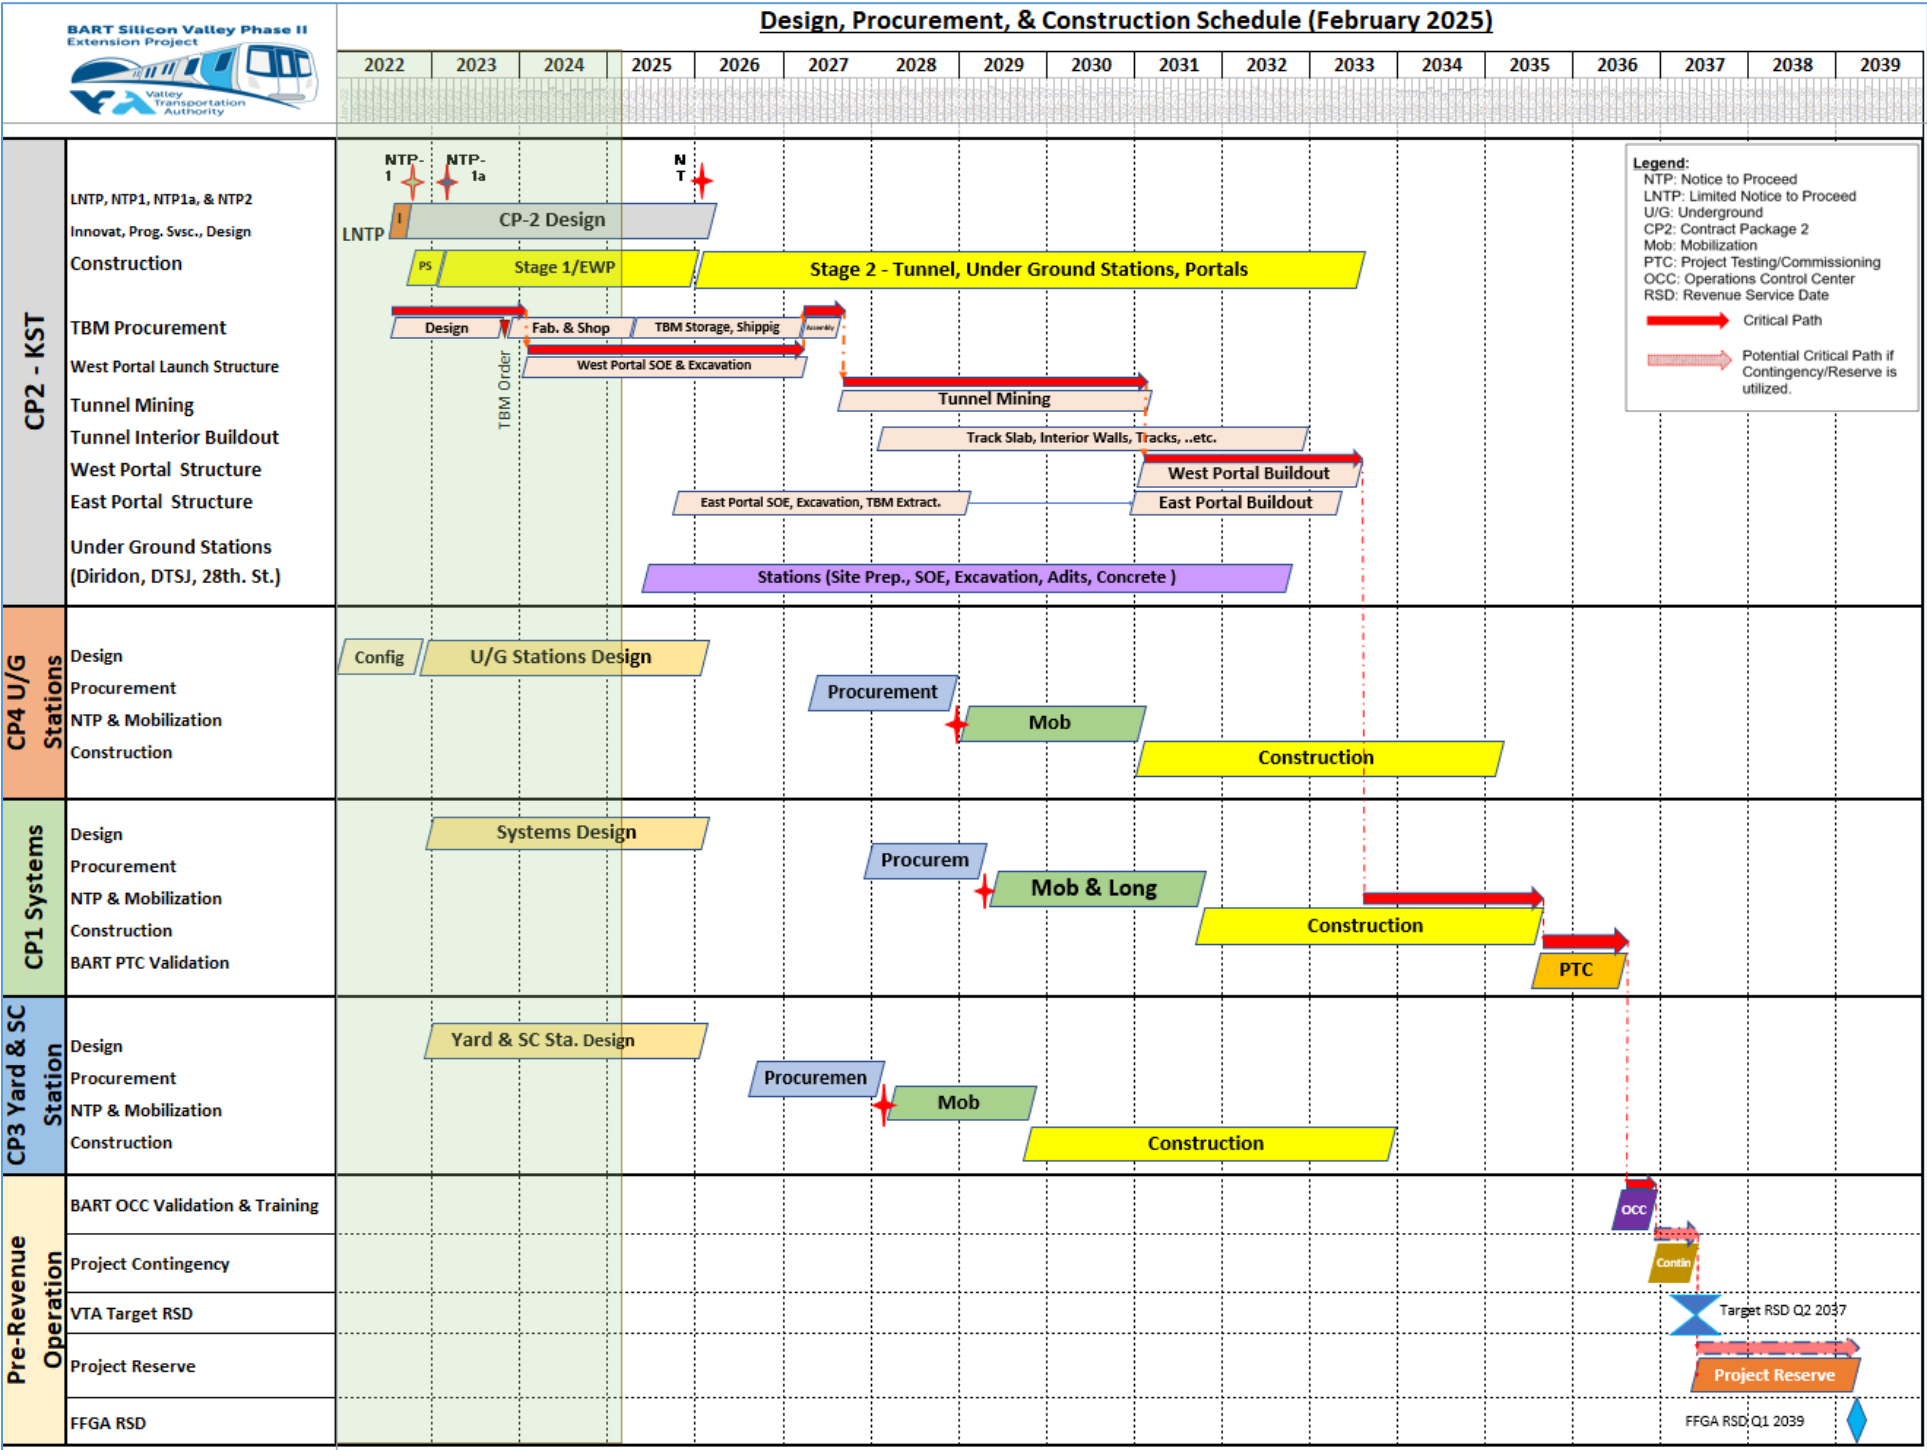 Design, Procurement, & Construction Schedule (February 2025)
BART Silicon Valley Phase II
Extension Project
Valley
Transportation
Authority
2022 2023 2024 2025 2026 2027 2028 2029 2030 2031 2032 2033 2034 2035 2036 2037 2038 2039
CP2 - KST
NTP-
1
NTP-
1a
N
T
LNTP, NTP1, NTP1a, & NTP2
Innovat, Prog. Svsc., Design
LNTP
I
CP-2 Design
Construction
PS
Stage 1/EWP
Stage 2 - Tunnel, Under Ground Stations, Portals
TBM Procurement
Design
Fab. & Shop
TBM Storage, Shippig
Assembly
TBM Order
West Portal Launch Structure
West Portal SOE & Excavation
Tunnel Mining
Tunnel Mining
Tunnel Interior Buildout
Track Slab, Interior Walls, Tracks, ..etc.
West Portal Structure
West Portal Buildout
East Portal Structure
East Portal SOE, Excavation, TBM Extract.
East Portal Buildout
Under Ground Stations
(Diridon, DTSJ, 28th. St.)
Stations (Site Prep., SOE, Excavation, Adits, Concrete )
Legend:
NTP: Notice to Proceed
LNTP: Limited Notice to Proceed
U/G: Underground
CP2: Contract Package 2
Mob: Mobilization
PTC: Project Testing/Commissioning
OCC: Operations Control Center
RSD: Revenue Service Date
Critical Path
Potential Critical Path if
Contingency/Reserve is
utilized.
CP4 U/G
Stations
Design
Config
U/G Stations Design
Procurement
Procurement
NTP & Mobilization
Mob
Construction
Construction
CP1 Systems
Design
Systems Design
Procurement
Procurem
NTP & Mobilization
Mob & Long
Construction
Construction
BART PTC Validation
PTC
CP3 Yard & SC
Station
Design
Yard & SC Sta. Design
Procurement
Procuremen
NTP & Mobilization
Mob
Construction
Construction
Pre-Revenue
Operation
BART OCC Validation & Training
OCC
Project Contingency
Contin
VTA Target RSD
Target RSD Q2 2037
Project Reserve
Project Reserve
FFGA RSD
FFGA RSD Q1 2039